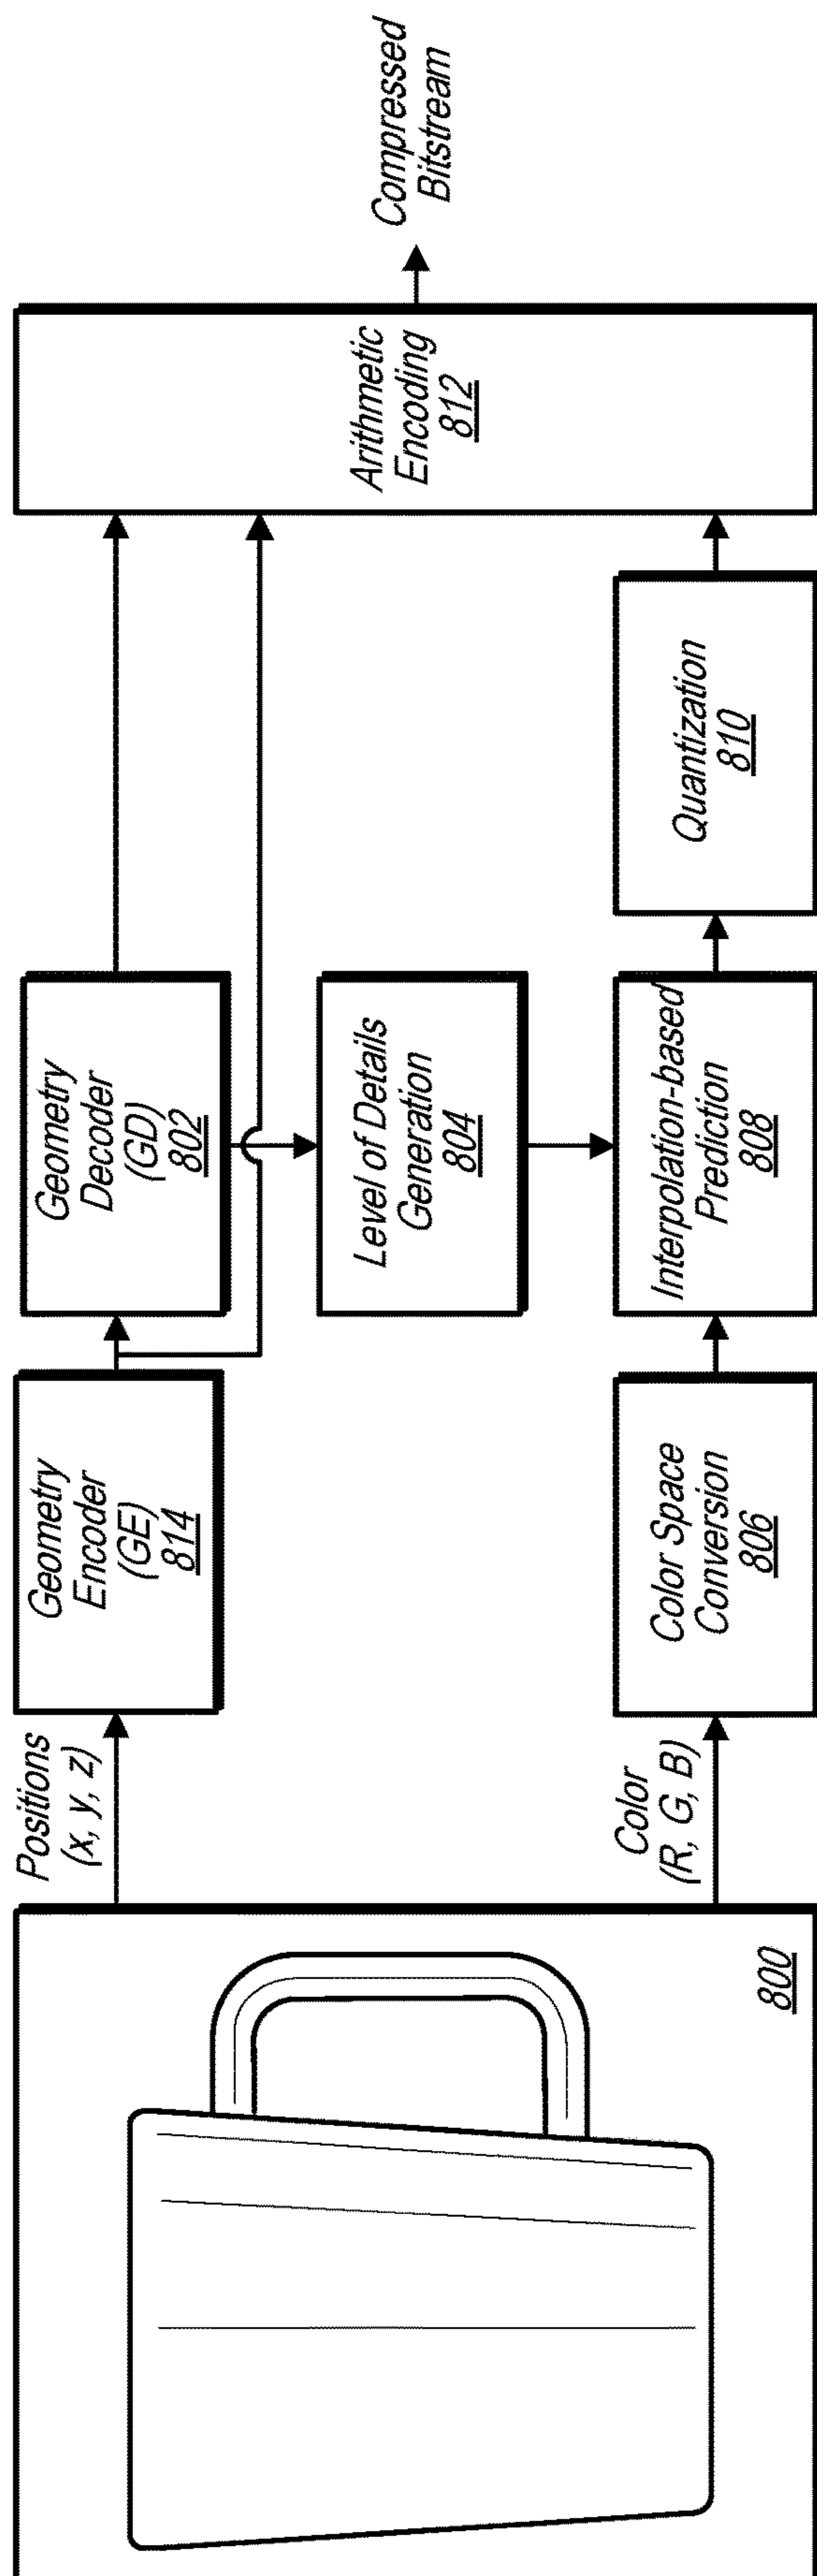 800
Positions
(x, y, z)
Color
(R, G, B)
Geometry
Encoder
(GE)
814
Color Space
Conversion
806
Geometry
Decoder
(GD)
802
Level of Details
Generation
804
Interpolation-based
Prediction
808
Quantization
810
Arithmetic
Encoding
812
Compressed
Bitstream